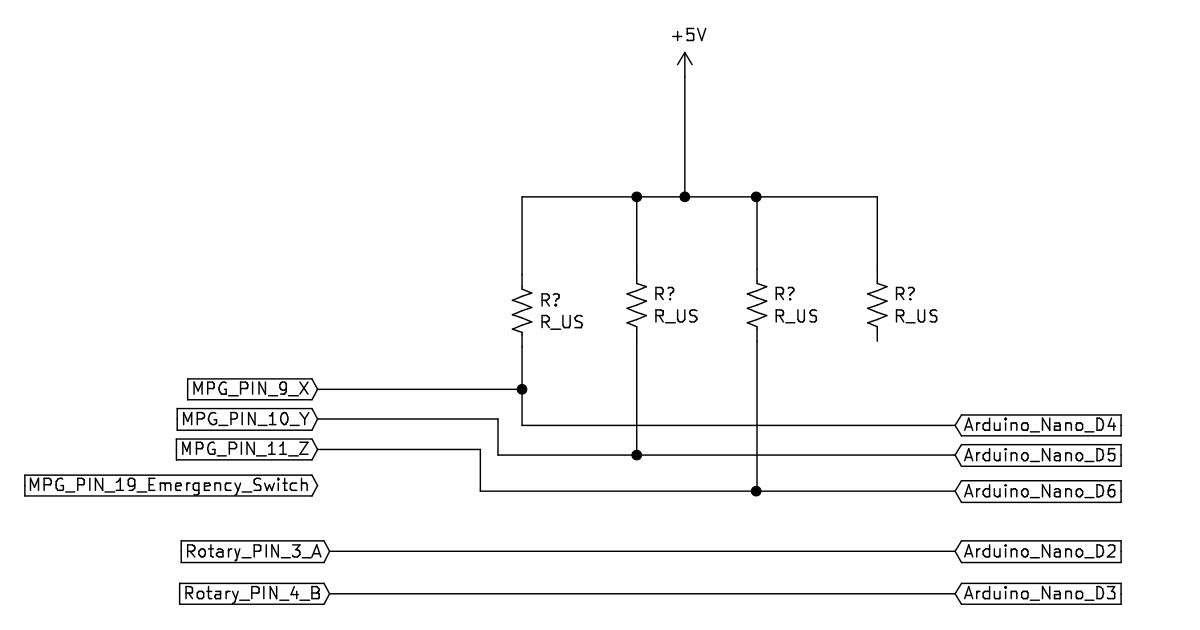 +5V
R?
R_US
R?
R_US
R?
R_US
R?
R_US
MPG_PIN_9_X
MPG_PIN_10_Y
MPG_PIN_11_Z
MPG_PIN_19_Emergency_Switch
Arduino_Nano_D4
Arduino_Nano_D5
Arduino_Nano_D6
Rotary_PIN_3_A
Arduino_Nano_D2
Rotary_PIN_4_B
Arduino_Nano_D3